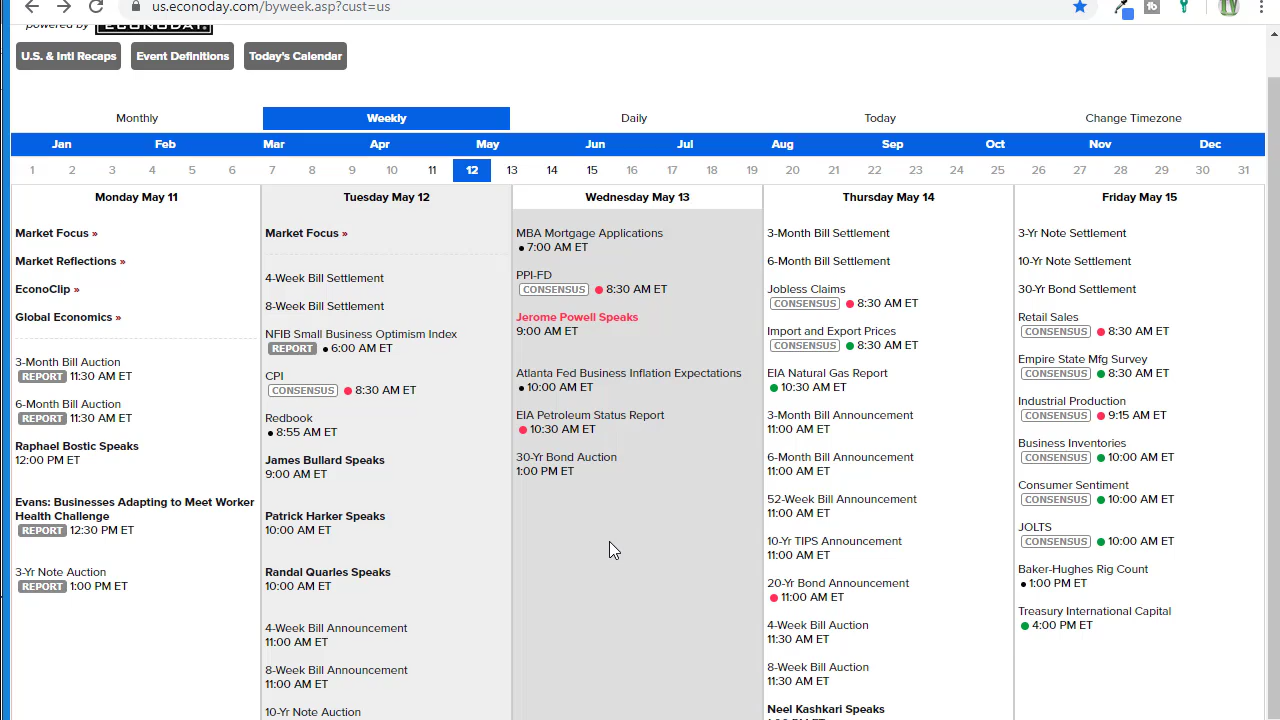 us.econoday.com/byweek.asp?cust=us
powered by ECONODAY
U.S. & Intl Recaps Event Definitions Today's Calendar
Monthly Weekly Daily Today Change Timezone
Jan Feb Mar Apr May Jun Jul Aug Sep Oct Nov Dec
1 2 3 4 5 6 7 8 9 10 11 12 13 14 15 16 17 18 19 20 21 22 23 24 25 26 27 28 29 30 31
Monday May 11
Market Focus »
Market Reflections »
EconoClip »
Global Economics »
3-Month Bill Auction
REPORT 11:30 AM ET
6-Month Bill Auction
REPORT 11:30 AM ET
Raphael Bostic Speaks
12:00 PM ET
Evans: Businesses Adapting to Meet Worker
Health Challenge
REPORT 12:30 PM ET
3-Yr Note Auction
REPORT 1:00 PM ET
Tuesday May 12
Market Focus »
4-Week Bill Settlement
8-Week Bill Settlement
NFIB Small Business Optimism Index
REPORT 6:00 AM ET
CPI
CONSENSUS 8:30 AM ET
Redbook
8:55 AM ET
James Bullard Speaks
9:00 AM ET
Patrick Harker Speaks
10:00 AM ET
Randal Quarles Speaks
10:00 AM ET
4-Week Bill Announcement
11:00 AM ET
8-Week Bill Announcement
11:00 AM ET
10-Yr Note Auction
Wednesday May 13
MBA Mortgage Applications
7:00 AM ET
PPI-FD
CONSENSUS 8:30 AM ET
Jerome Powell Speaks
9:00 AM ET
Atlanta Fed Business Inflation Expectations
10:00 AM ET
EIA Petroleum Status Report
10:30 AM ET
30-Yr Bond Auction
1:00 PM ET
Thursday May 14
3-Month Bill Settlement
6-Month Bill Settlement
Jobless Claims
CONSENSUS 8:30 AM ET
Import and Export Prices
CONSENSUS 8:30 AM ET
EIA Natural Gas Report
10:30 AM ET
3-Month Bill Announcement
11:00 AM ET
6-Month Bill Announcement
11:00 AM ET
52-Week Bill Announcement
11:00 AM ET
10-Yr TIPS Announcement
11:00 AM ET
20-Yr Bond Announcement
11:00 AM ET
4-Week Bill Auction
11:30 AM ET
8-Week Bill Auction
11:30 AM ET
Neel Kashkari Speaks
Friday May 15
3-Yr Note Settlement
10-Yr Note Settlement
30-Yr Bond Settlement
Retail Sales
CONSENSUS 8:30 AM ET
Empire State Mfg Survey
CONSENSUS 8:30 AM ET
Industrial Production
CONSENSUS 9:15 AM ET
Business Inventories
CONSENSUS 10:00 AM ET
Consumer Sentiment
CONSENSUS 10:00 AM ET
JOLTS
CONSENSUS 10:00 AM ET
Baker-Hughes Rig Count
1:00 PM ET
Treasury International Capital
4:00 PM ET